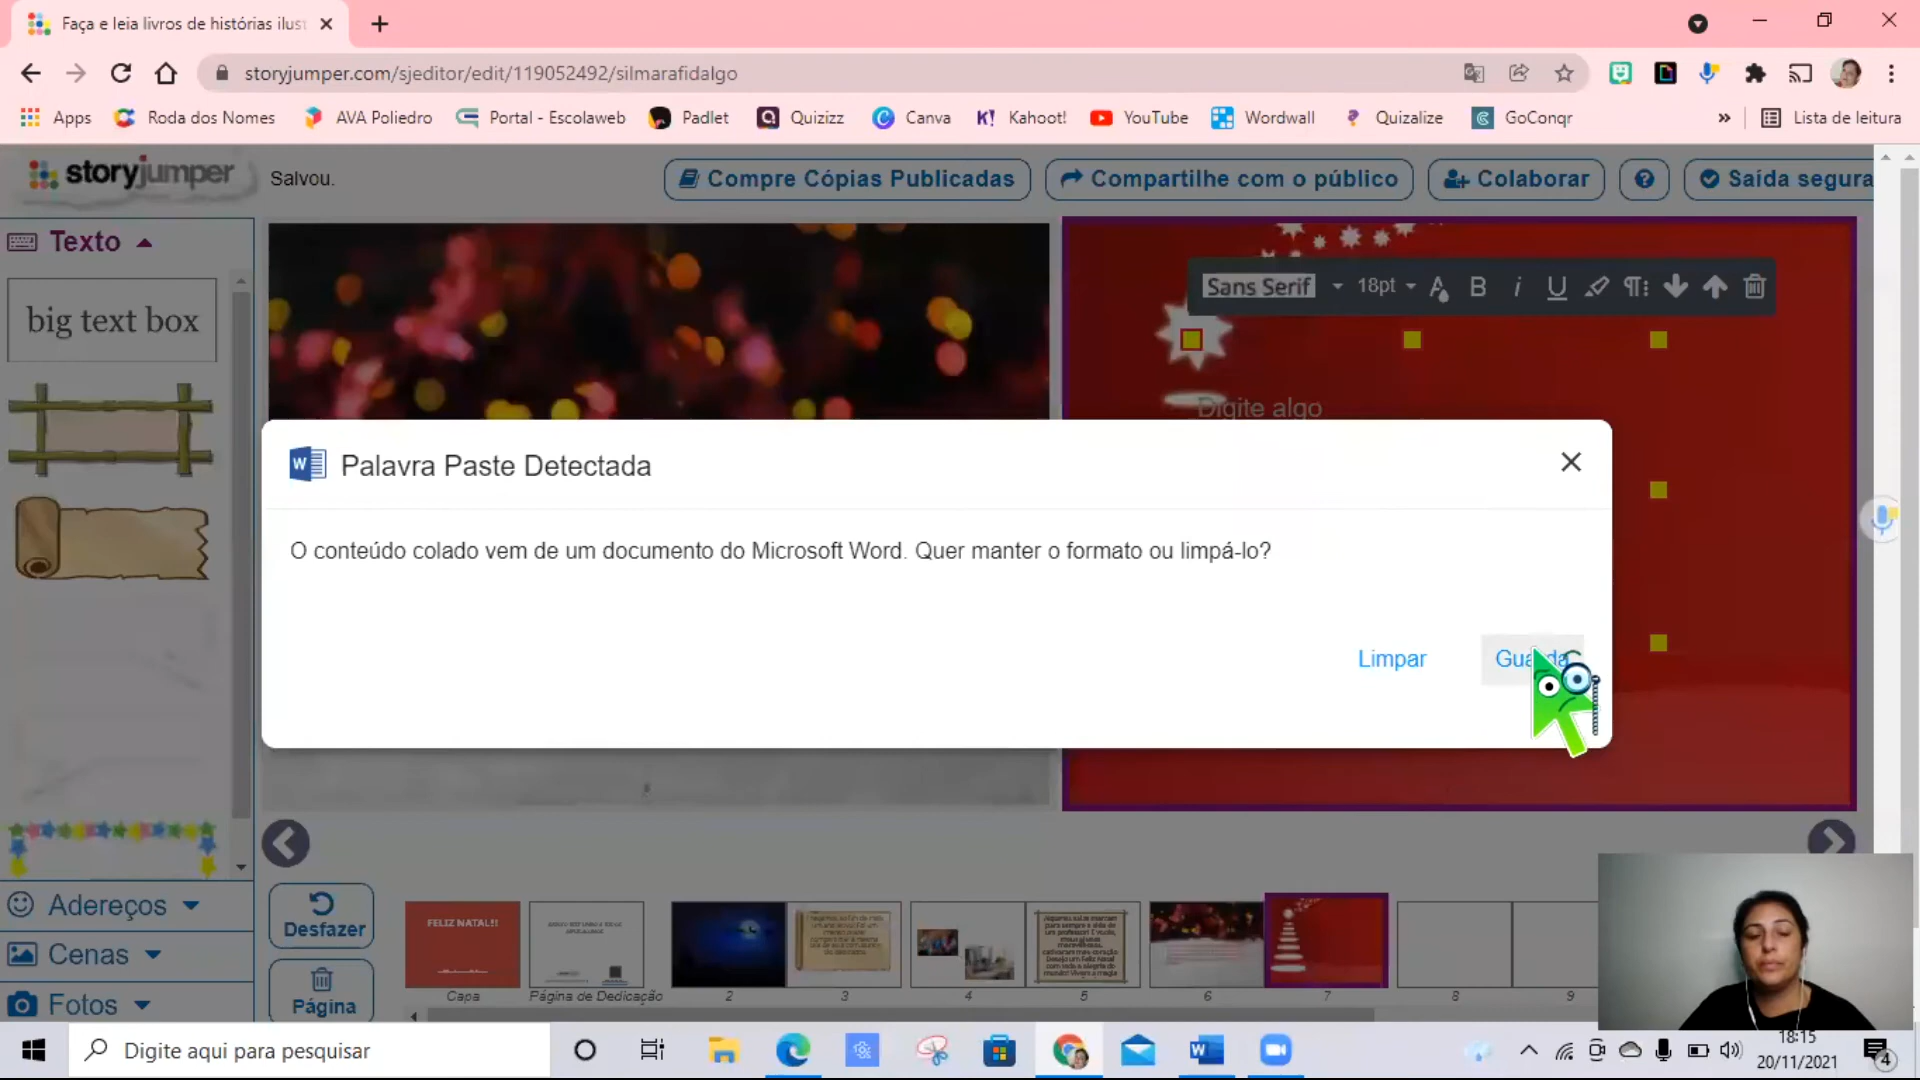 Faça e leia livros de histórias ilus
storyjumper.com/sjeditor/edit/119052492/silmarafidalgo
Apps
Roda dos Nomes
AVA Poliedro
Portal - Escolaweb
Padlet
Quizizz
Canva
Kahoot!
YouTube
Wordwall
Quizalize
GoConqr
»
Lista de leitura
storyjumper
Salvou.
Compre Cópias Publicadas
Compartilhe com o público
Colaborar
Saída segura
Texto
big text box
Sans Serif
18pt
Digite algo
Palavra Paste Detectada
O conteúdo colado vem de um documento do Microsoft Word. Quer manter o formato ou limpá-lo?
Limpar
Adereços
Cenas
Fotos
Desfazer
Página
FELIZ NATAL!!
Capa
Página de Dedicação
2
3
4
5
6
7
8
9
Digite aqui para pesquisar
18:15
20/11/2021
4